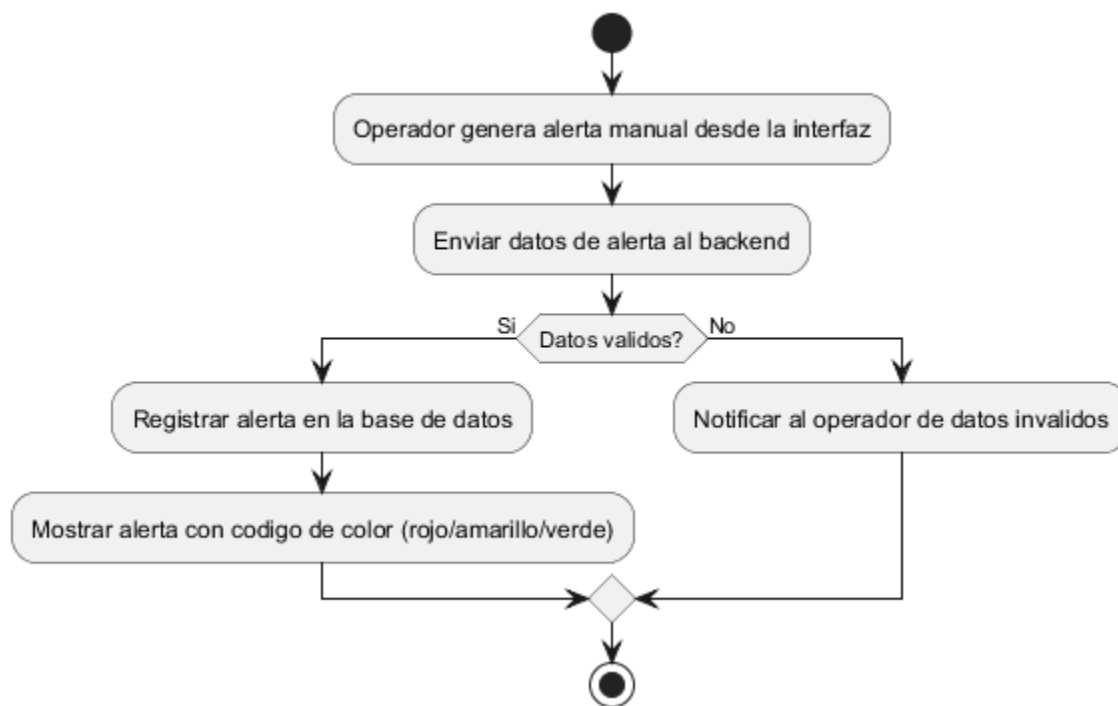 Operador genera alerta manual desde la interfaz
Enviar datos de alerta al backend
Si
Datos validos?
No
Registrar alerta en la base de datos
Notificar al operador de datos invalidos
Mostrar alerta con codigo de color (rojo/amarillo/verde)